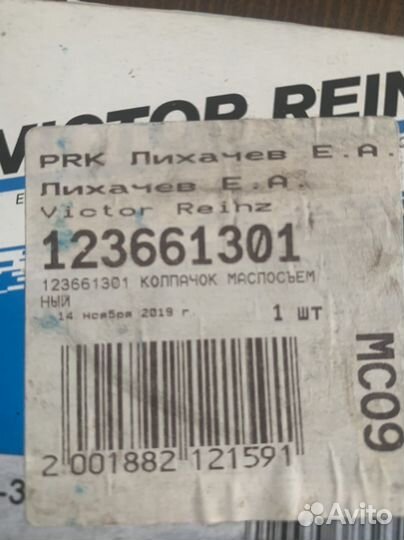 VICTOR REIN
PRK Лихачев Е.А.
Лихачев Е.А.
Victor Reinz
123661301
123661301 КОЛПАЧОК МАСЛОСЪЕМ
НЫЙ
14 ноября 2019 г.
1 шт
МС09
2 001882 121591
-3
Avito